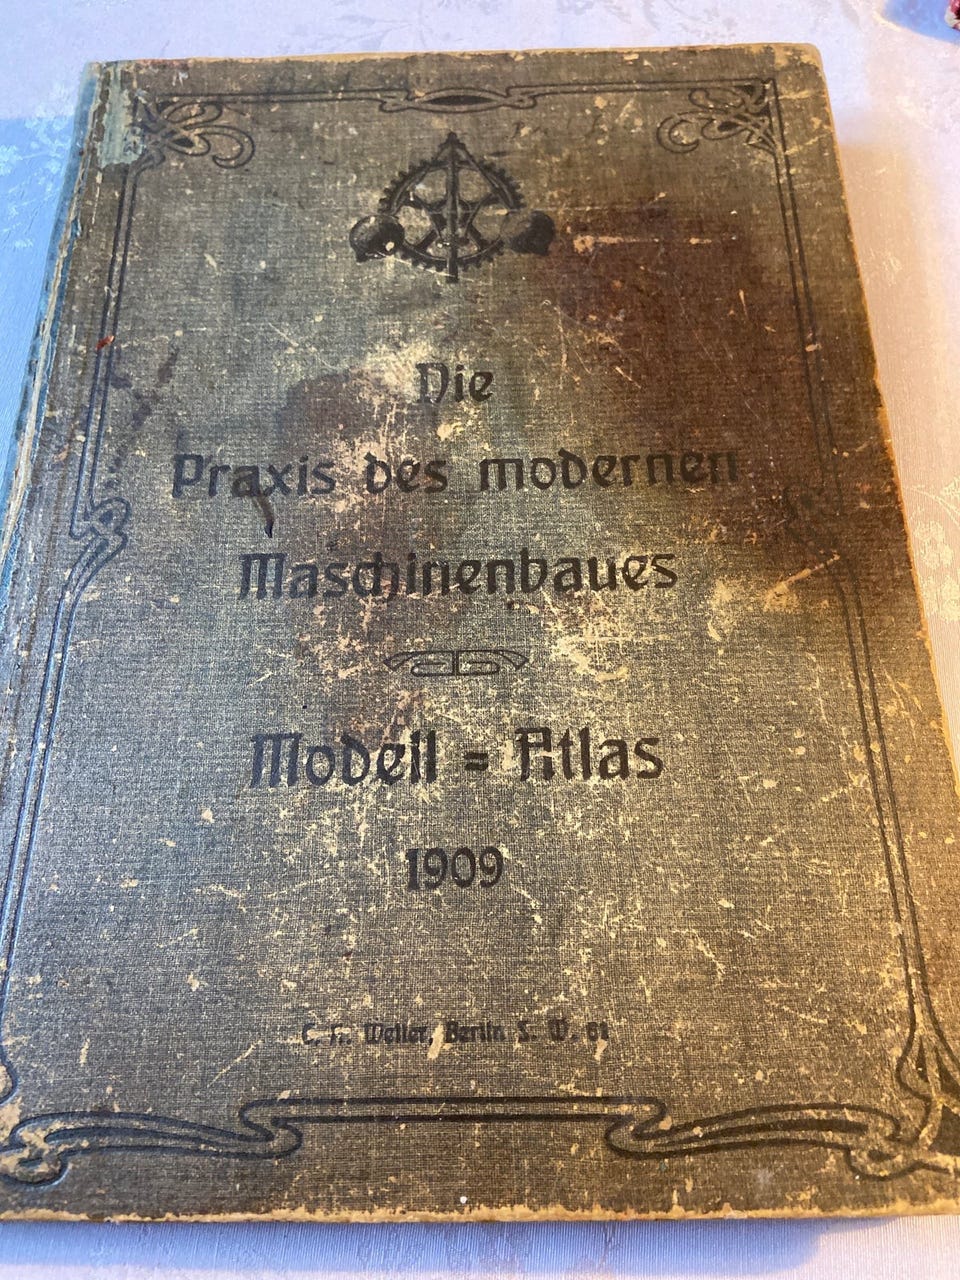 Die
Praxis des modernen
Maschinenbaues
Modell = Atlas
1909
C. A. Weller, Berlin S. W. 61